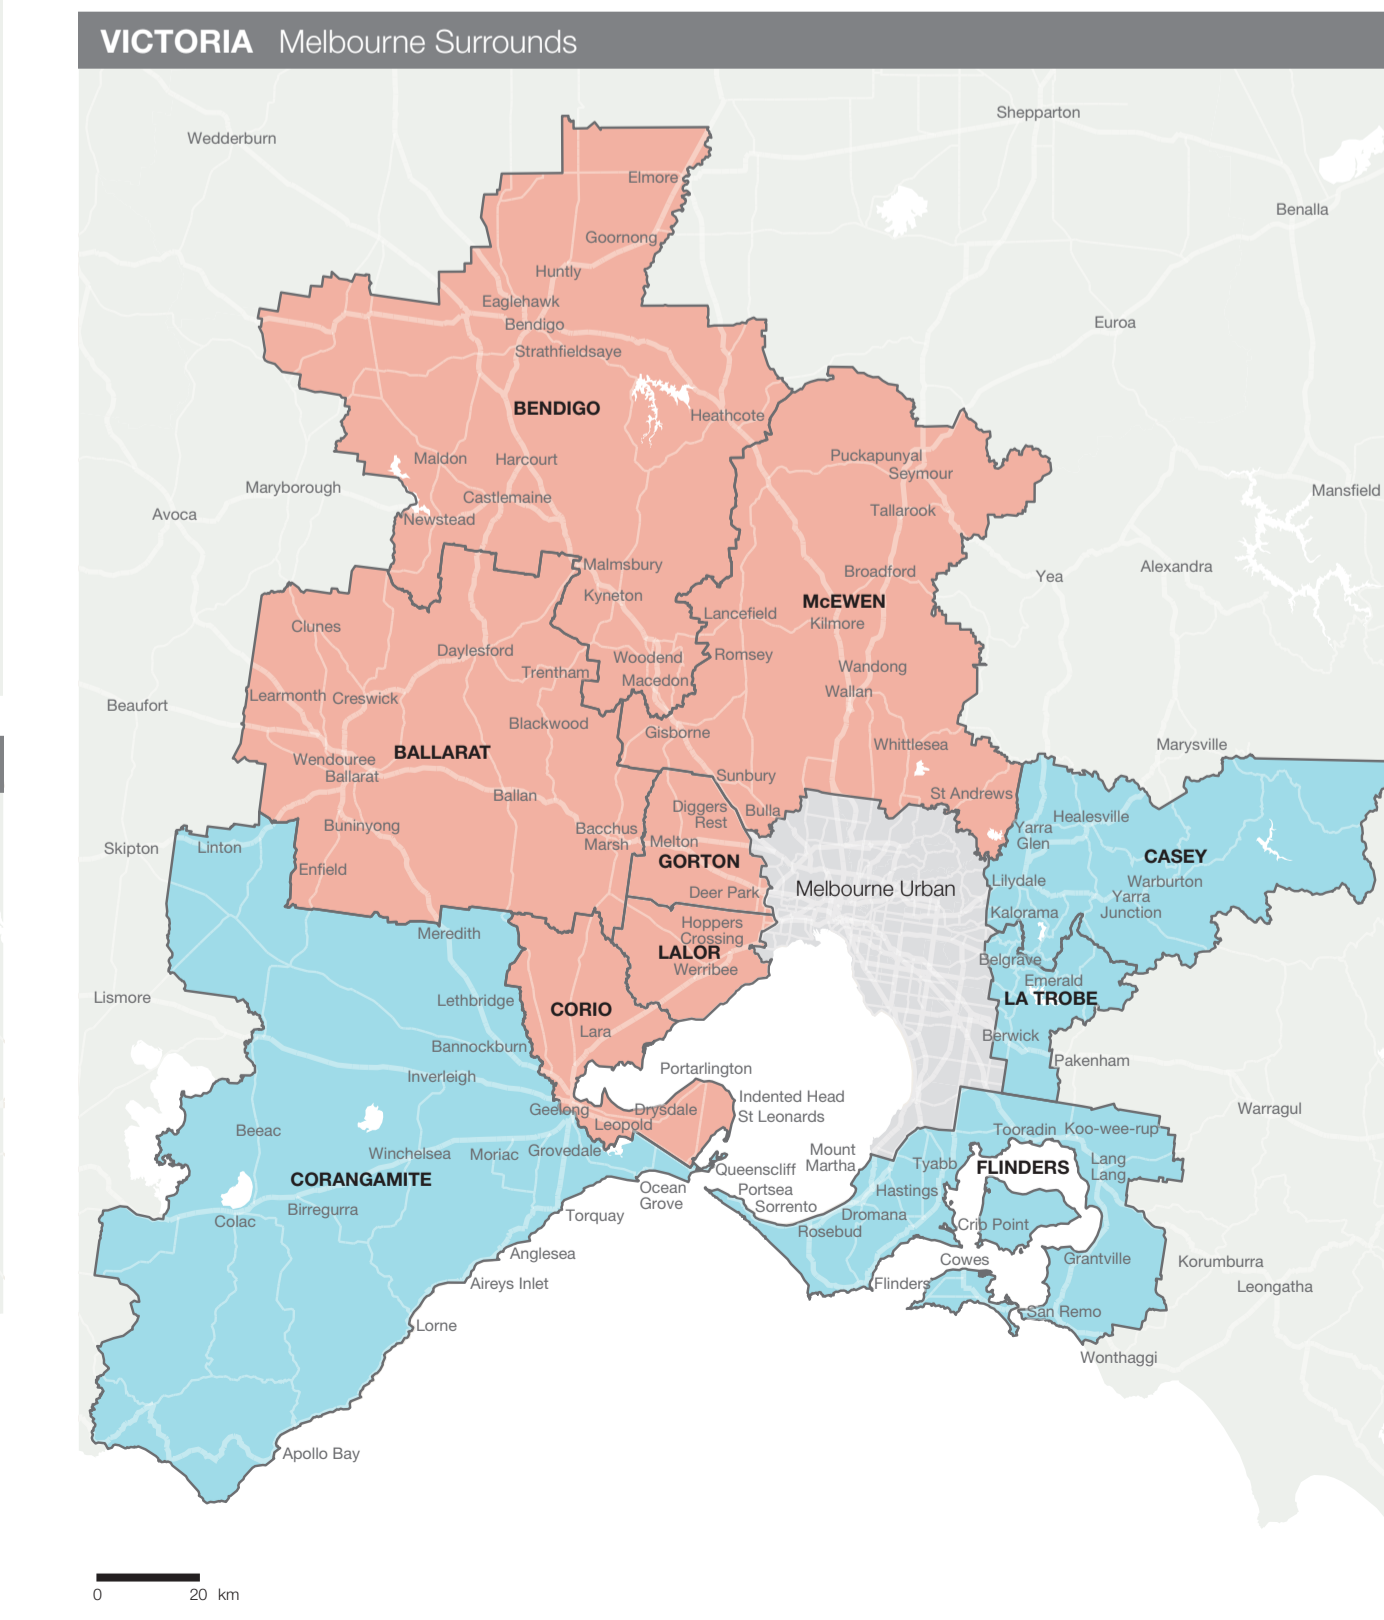 VICTORIA Melbourne Surrounds
Shepparton
Wedderburn
Elmore
Benalla
Goornong
Huntly
Eaglehawk
Bendigo
Euroa
Strathfieldsaye
BENDIGO
Heathcote
Puckapunyal
Maldon
Harcourt
Seymour
Maryborough
Mansfield
Castlemaine
Avoca
Newstead
Tallarook
Malmsbury
Broadford
Alexandra
Yea
Kyneton
McEWEN
Lancefield
Clunes
Kilmore
Daylesford
Woodend
Romsey
Trentham
Wandong
Macedon
Learmonth
Creswick
Wallan
Beaufort
Blackwood
Gisborne
Whittlesea
Marysville
BALLARAT
Wendouree
Ballarat
Sunbury
Ballan
St Andrews
Diggers
Rest
Bulla
Healesville
Buninyong
Bacchus
Marsh
Yarra
Glen
Melton
Skipton
Linton
GORTON
CASEY
Enfield
Lilydale
Warburton
Melbourne Urban
Deer Park
Yarra
Junction
Kalorama
Hoppers
Crossing
Meredith
LALOR
Belgrave
Werribee
Emerald
Lismore
Lethbridge
LA TROBE
CORIO
Lara
Berwick
Bannockburn
Pakenham
Portarlington
Inverleigh
Indented Head
Geelong
Drysdale
Warragul
St Leonards
Leopold
Beeac
Tooradin
Koo-wee-rup
Winchelsea
Moriac
Grovedale
Mount
Martha
Tyabb
FLINDERS
Lang
Lang
Queenscliff
CORANGAMITE
Ocean
Grove
Portsea
Hastings
Sorrento
Birregurra
Colac
Torquay
Dromana
Crib Point
Rosebud
Anglesea
Cowes
Grantville
Korumburra
Aireys Inlet
Flinders
Leongatha
San Remo
Lorne
Wonthaggi
Apollo Bay
0 20 km